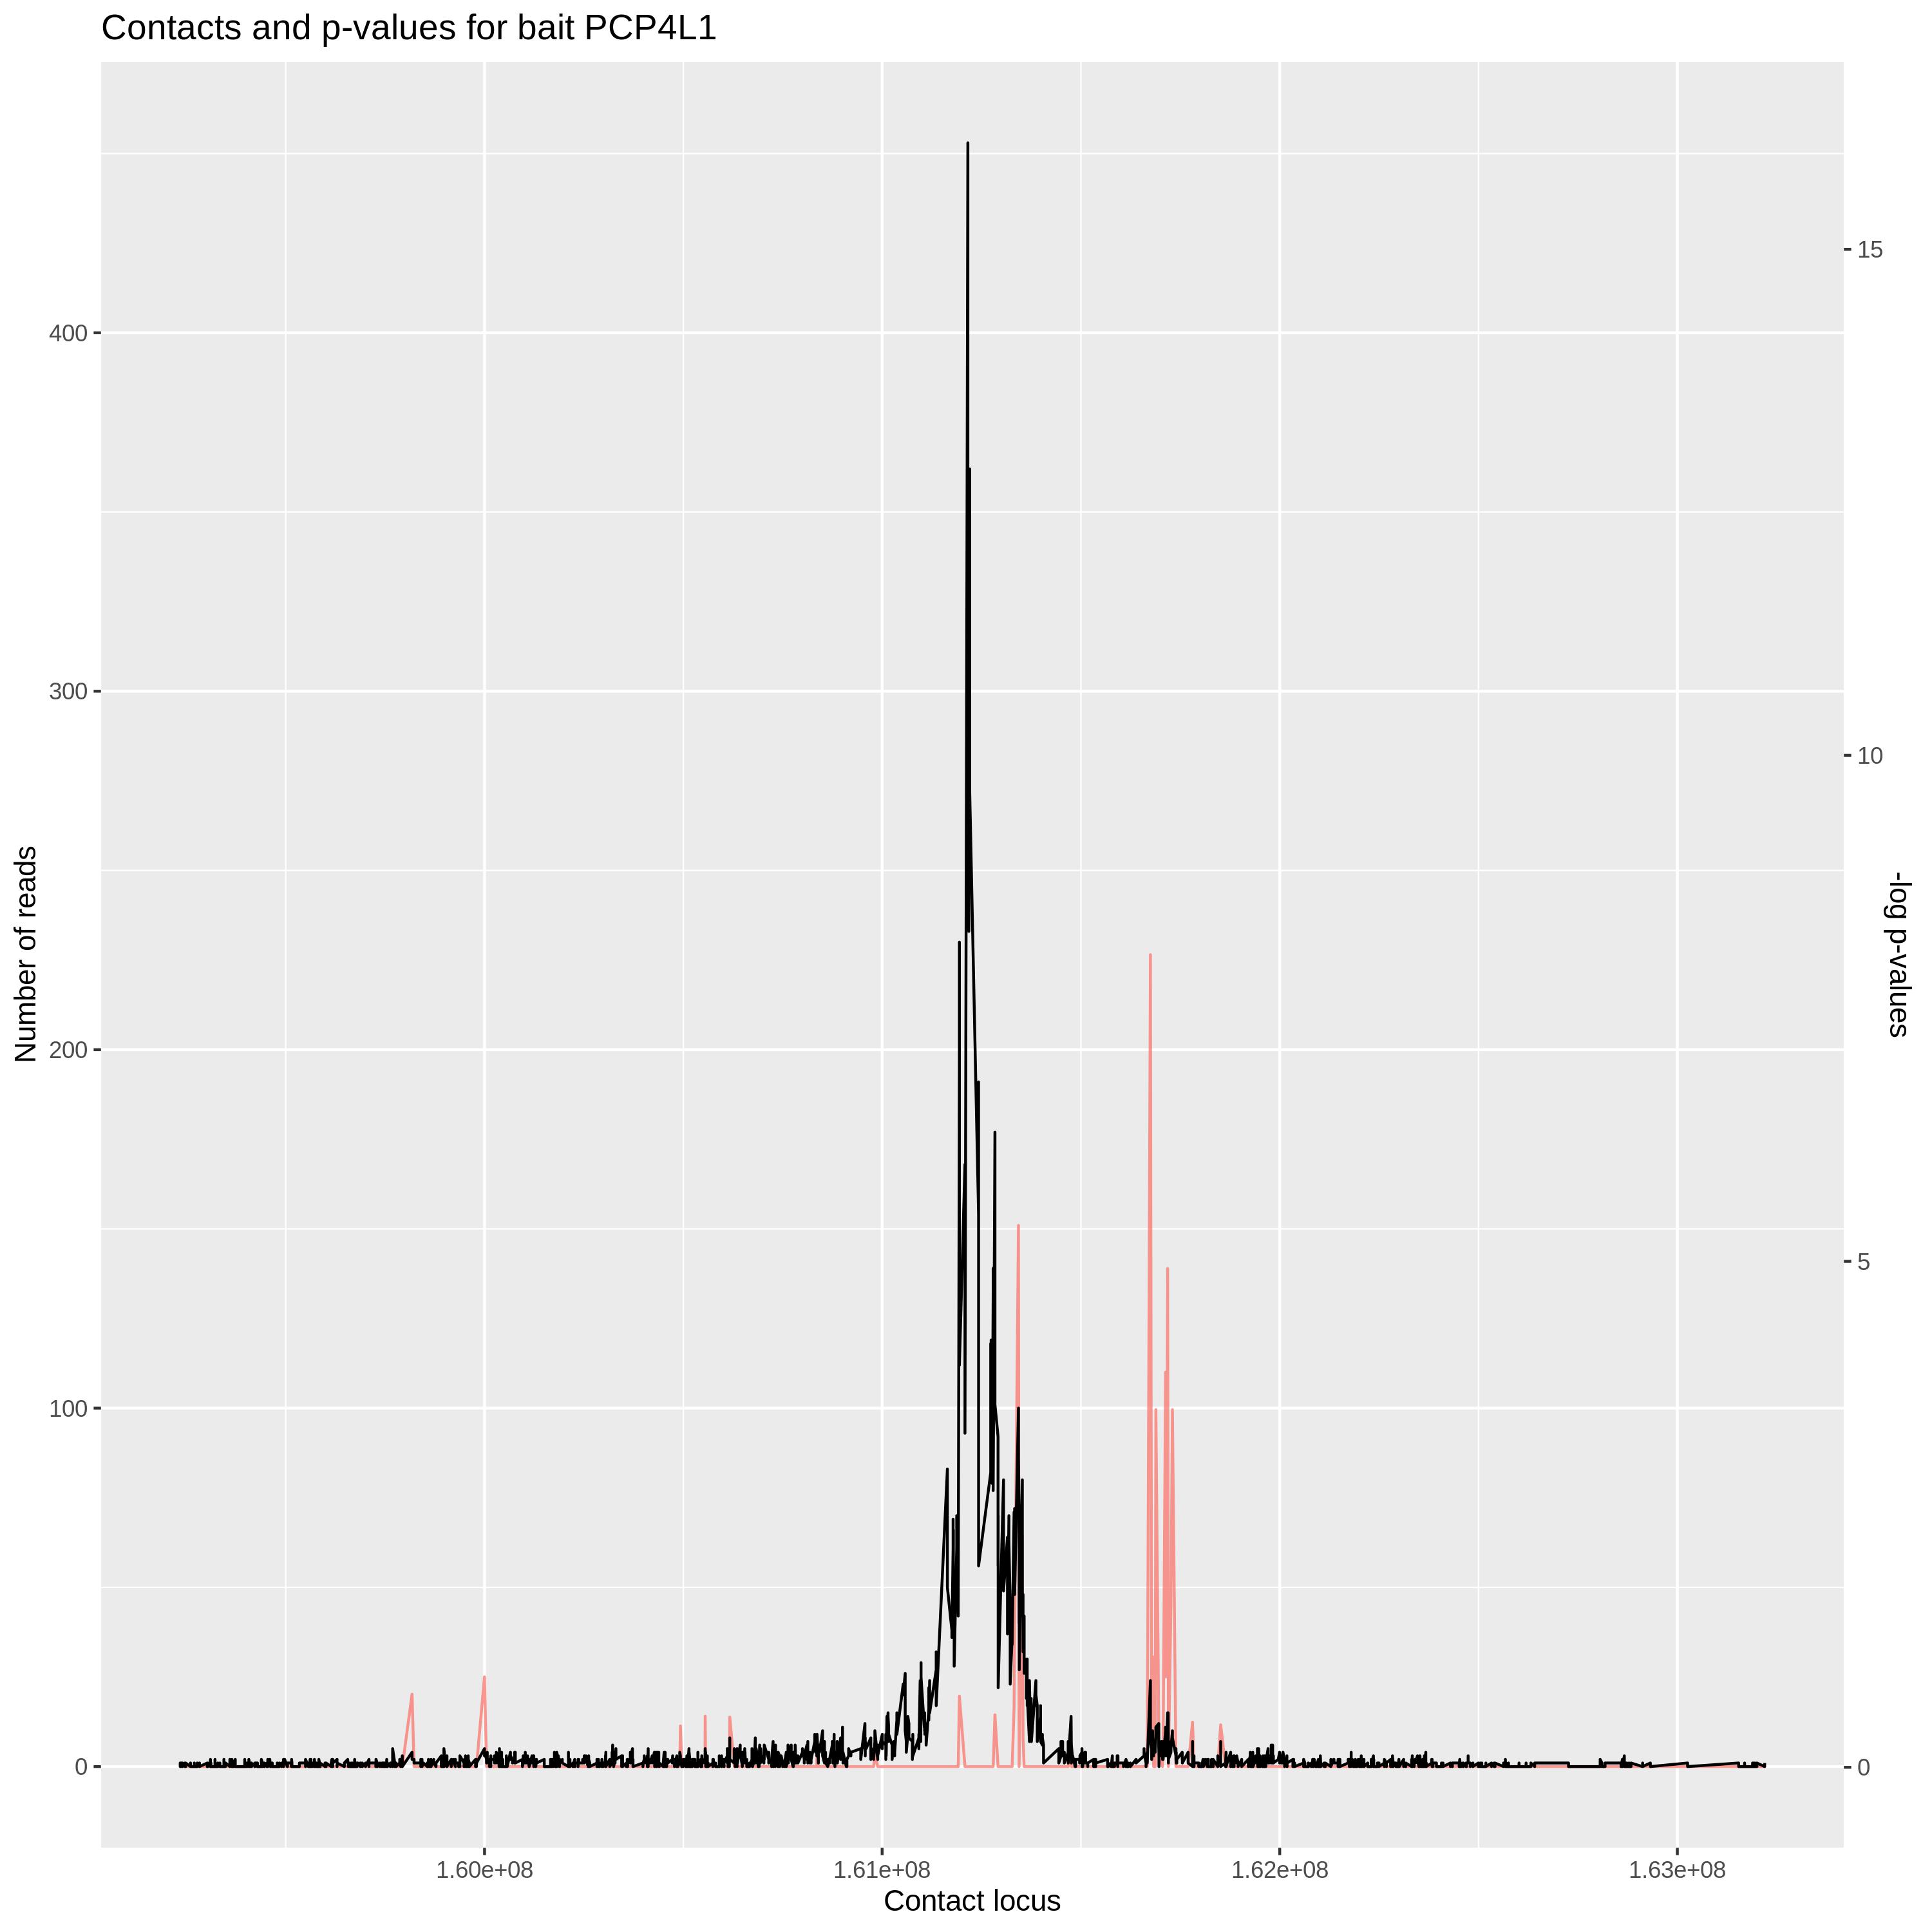 Contacts and p-values for bait PCP4L1
400
300
200
100
0
Number of reads
15
10
5
0
-log p-values
1.60e+08
1.61e+08
1.62e+08
1.63e+08
Contact locus